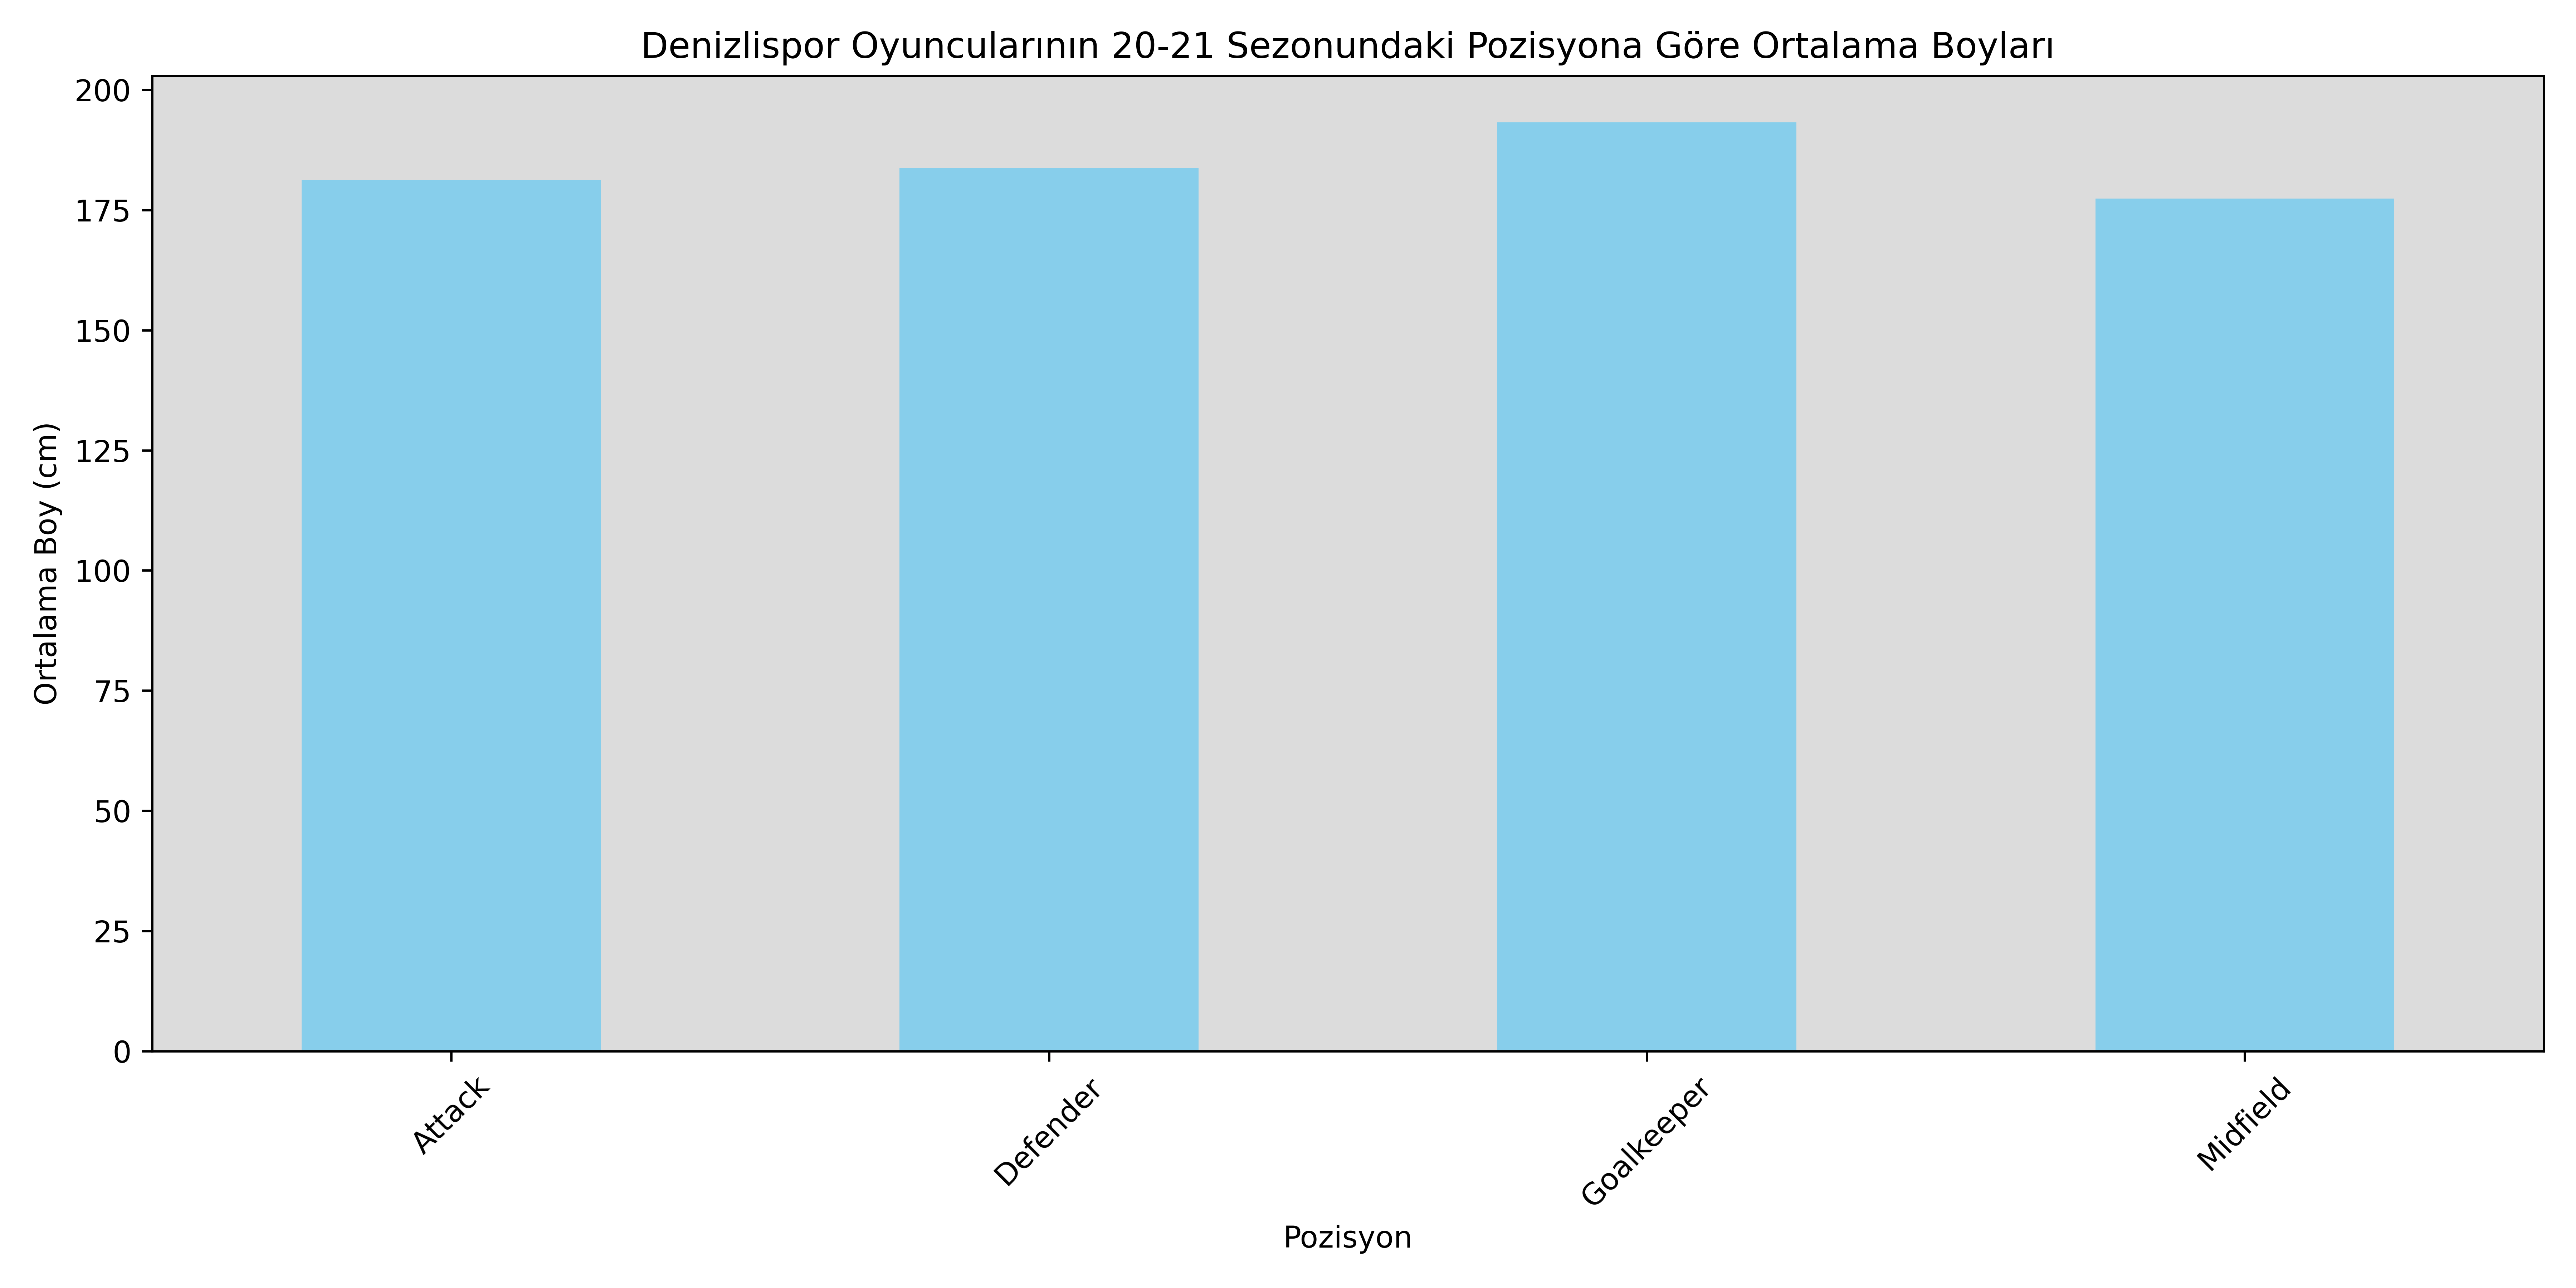 Denizlispor Oyuncularının 20-21 Sezonundaki Pozisyona Göre Ortalama Boyları
Ortalama Boy (cm)
200
175
150
125
100
75
50
25
0
Attack
Defender
Goalkeeper
Midfield
Pozisyon